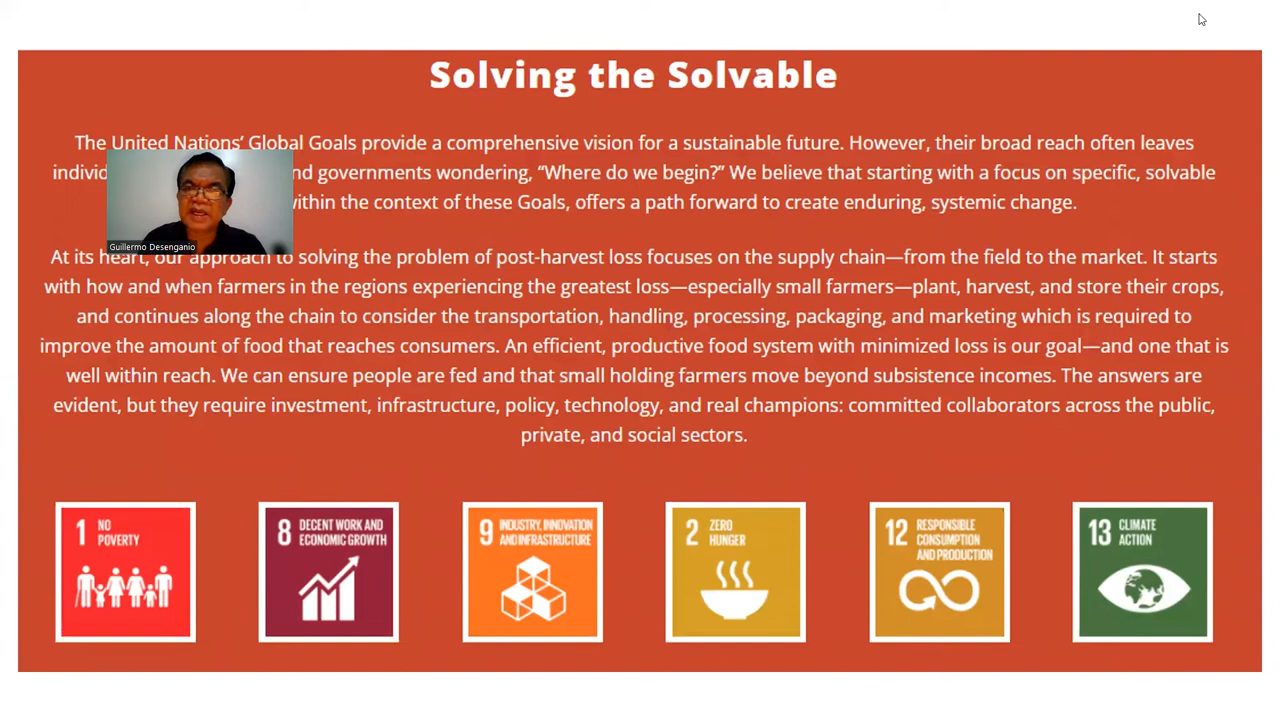 Solving the Solvable
The United Nations’ Global Goals provide a comprehensive vision for a sustainable future. However, their broad reach often leaves
nd governments wondering, “Where do we begin?” We believe that starting with a focus on specific, solvable
within the context of these Goals, offers a path forward to create enduring, systemic change.
Guillermo Desenganio
At its heart, our approach to solving the problem of post-harvest loss focuses on the supply chain—from the field to the market. It starts
with how and when farmers in the regions experiencing the greatest loss—especially small farmers—plant, harvest, and store their crops,
and continues along the chain to consider the transportation, handling, processing, packaging, and marketing which is required to
improve the amount of food that reaches consumers. An efficient, productive food system with minimized loss is our goal—and one that is
well within reach. We can ensure people are fed and that small holding farmers move beyond subsistence incomes. The answers are
evident, but they require investment, infrastructure, policy, technology, and real champions: committed collaborators across the public,
private, and social sectors.
1 NO
POVERTY
8 DECENT WORK AND
ECONOMIC GROWTH
9 INDUSTRY, INNOVATION
AND INFRASTRUCTURE
2 ZERO
HUNGER
12 RESPONSIBLE
CONSUMPTION
AND PRODUCTION
13 CLIMATE
ACTION